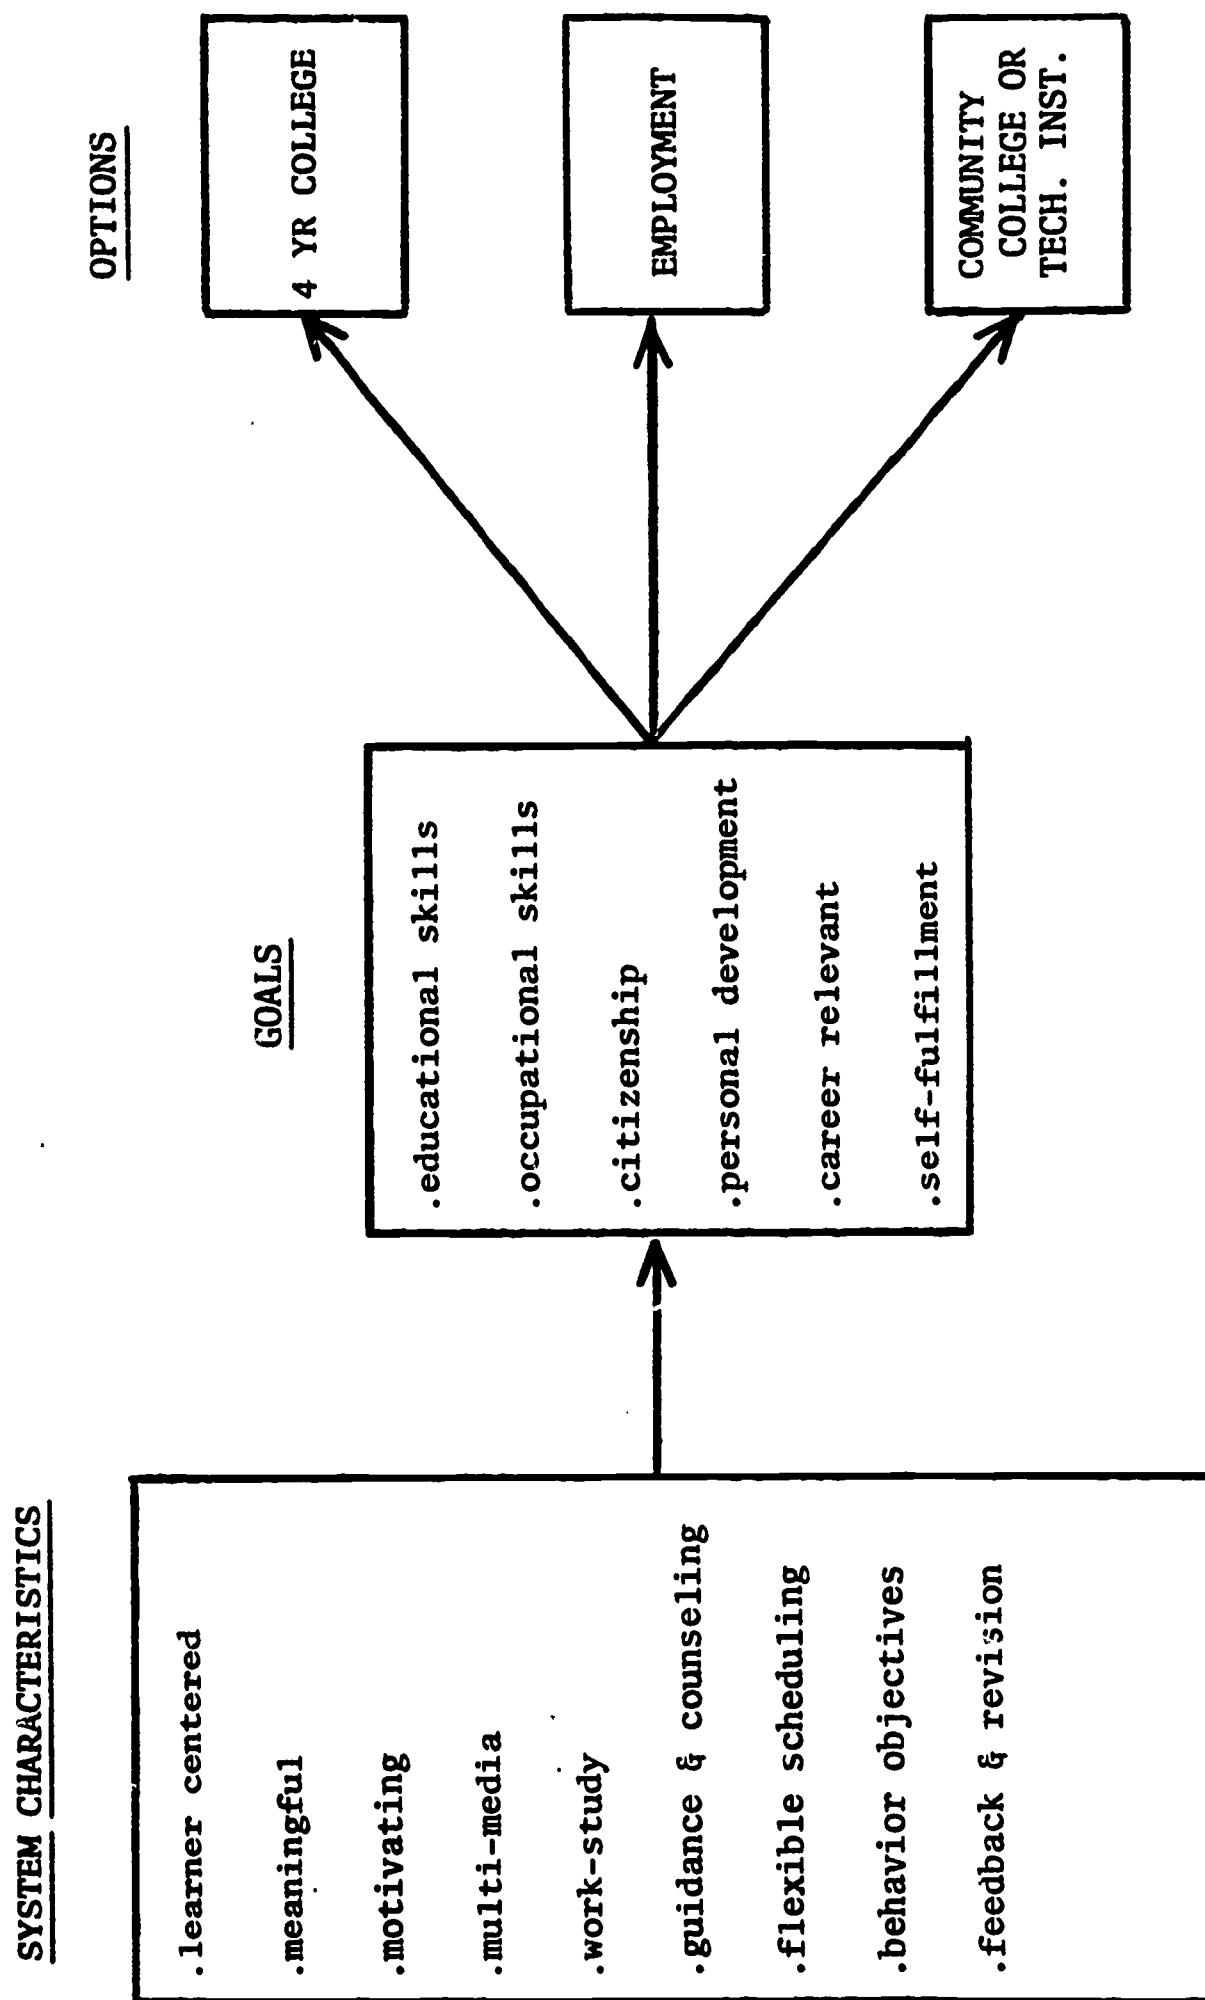 SYSTEM CHARACTERISTICS
.learner centered
.meaningful
.motivating
.multi-media
.work-study
.guidance & counseling
.flexible scheduling
.behavior objectives
.feedback & revision
GOALS
.educational skills
.occupational skills
.citizenship
.personal development
.career relevant
.self-fulfillment
OPTIONS
4 YR COLLEGE
EMPLOYMENT
COMMUNITY
COLLEGE OR
TECH. INST.